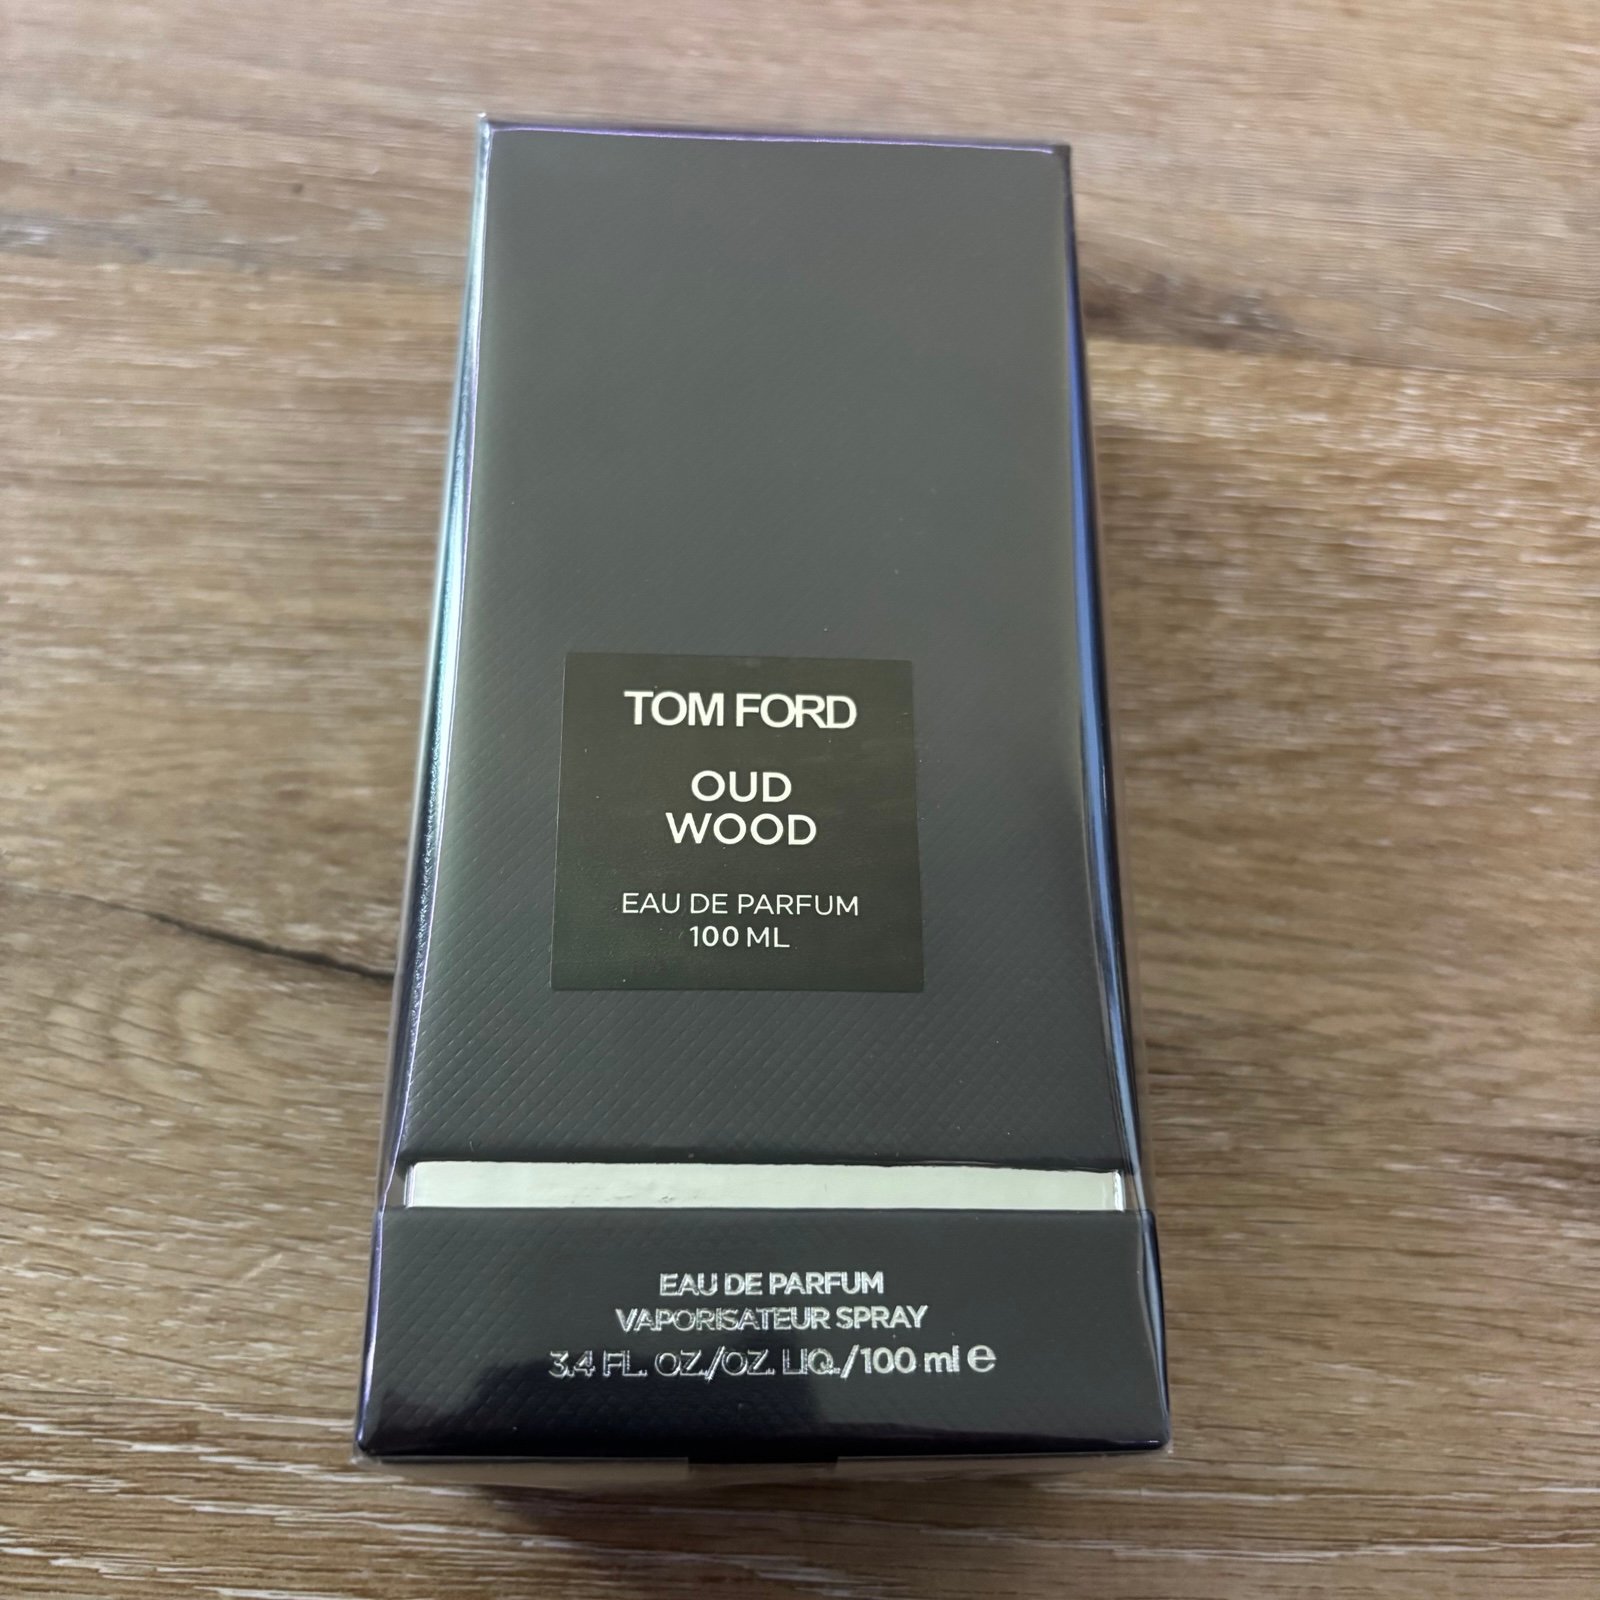 TOM FORD
OUD
WOOD
EAU DE PARFUM
100 ML
EAU DE PARFUM
VAPORISATEUR SPRAY
3.4 FL. OZ./OZ. LIQ./100 ml ℮